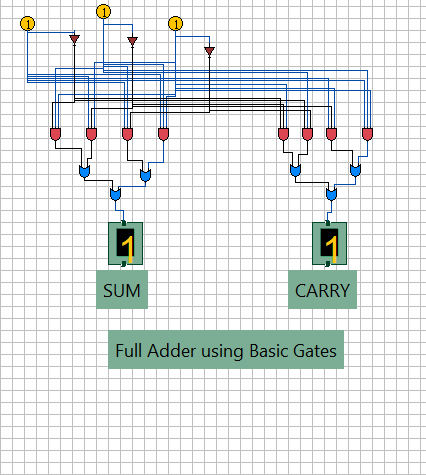 1 1 1
1 1
SUM CARRY
Full Adder using Basic Gates